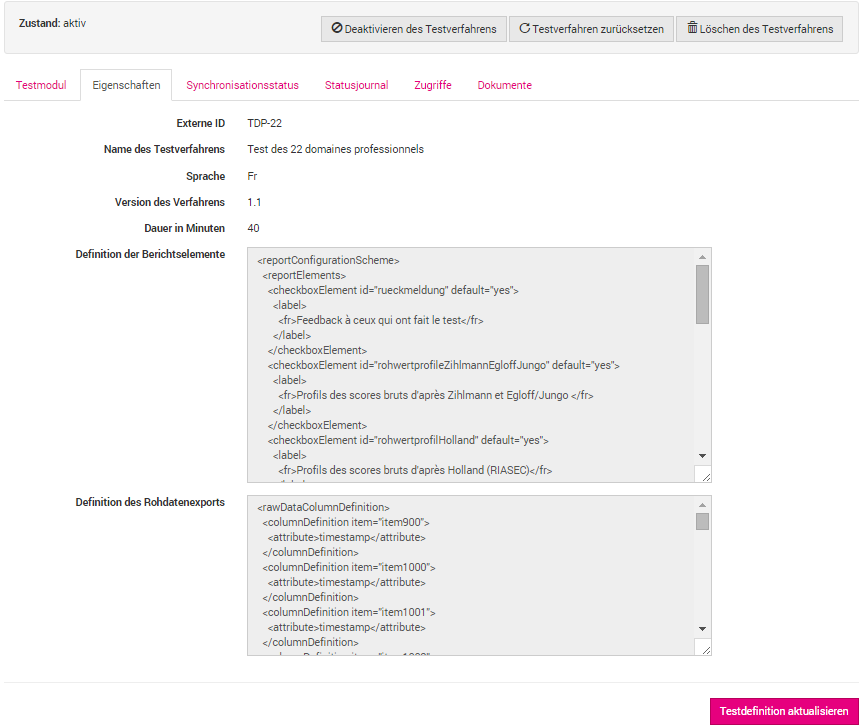 Zustand: aktiv
Deaktivieren des Testverfahrens Testverfahren zurücksetzen Löschen des Testverfahrens
Testmodul Eigenschaften Synchronisationsstatus Statusjournal Zugriffe Dokumente
Externe ID TDP-22
Name des Testverfahrens Test des 22 domaines professionnels
Sprache Fr
Version des Verfahrens 1.1
Dauer in Minuten 40
Definition der Berichtselemente
<reportConfigurationScheme>
<reportElements>
<checkboxElement id="rueckmeldung" default="yes">
<label>
<fr>Feedback à ceux qui ont fait le test</fr>
</label>
</checkboxElement>
<checkboxElement id="rohwertprofileZihlmannEgloffJungo" default="yes">
<label>
<fr>Profils des scores bruts d'après Zihlmann et Egloff/Jungo </fr>
</label>
</checkboxElement>
<checkboxElement id="rohwertprofilHolland" default="yes">
<label>
<fr>Profils des scores bruts d'après Holland (RIASEC)</fr>
Definition des Rohdatenexports
<rawDataColumnDefinition>
<columnDefinition item="item900">
<attribute>timestamp</attribute>
</columnDefinition>
<columnDefinition item="item1000">
<attribute>timestamp</attribute>
</columnDefinition>
<columnDefinition item="item1001">
<attribute>timestamp</attribute>
</columnDefinition>
Testdefinition aktualisieren